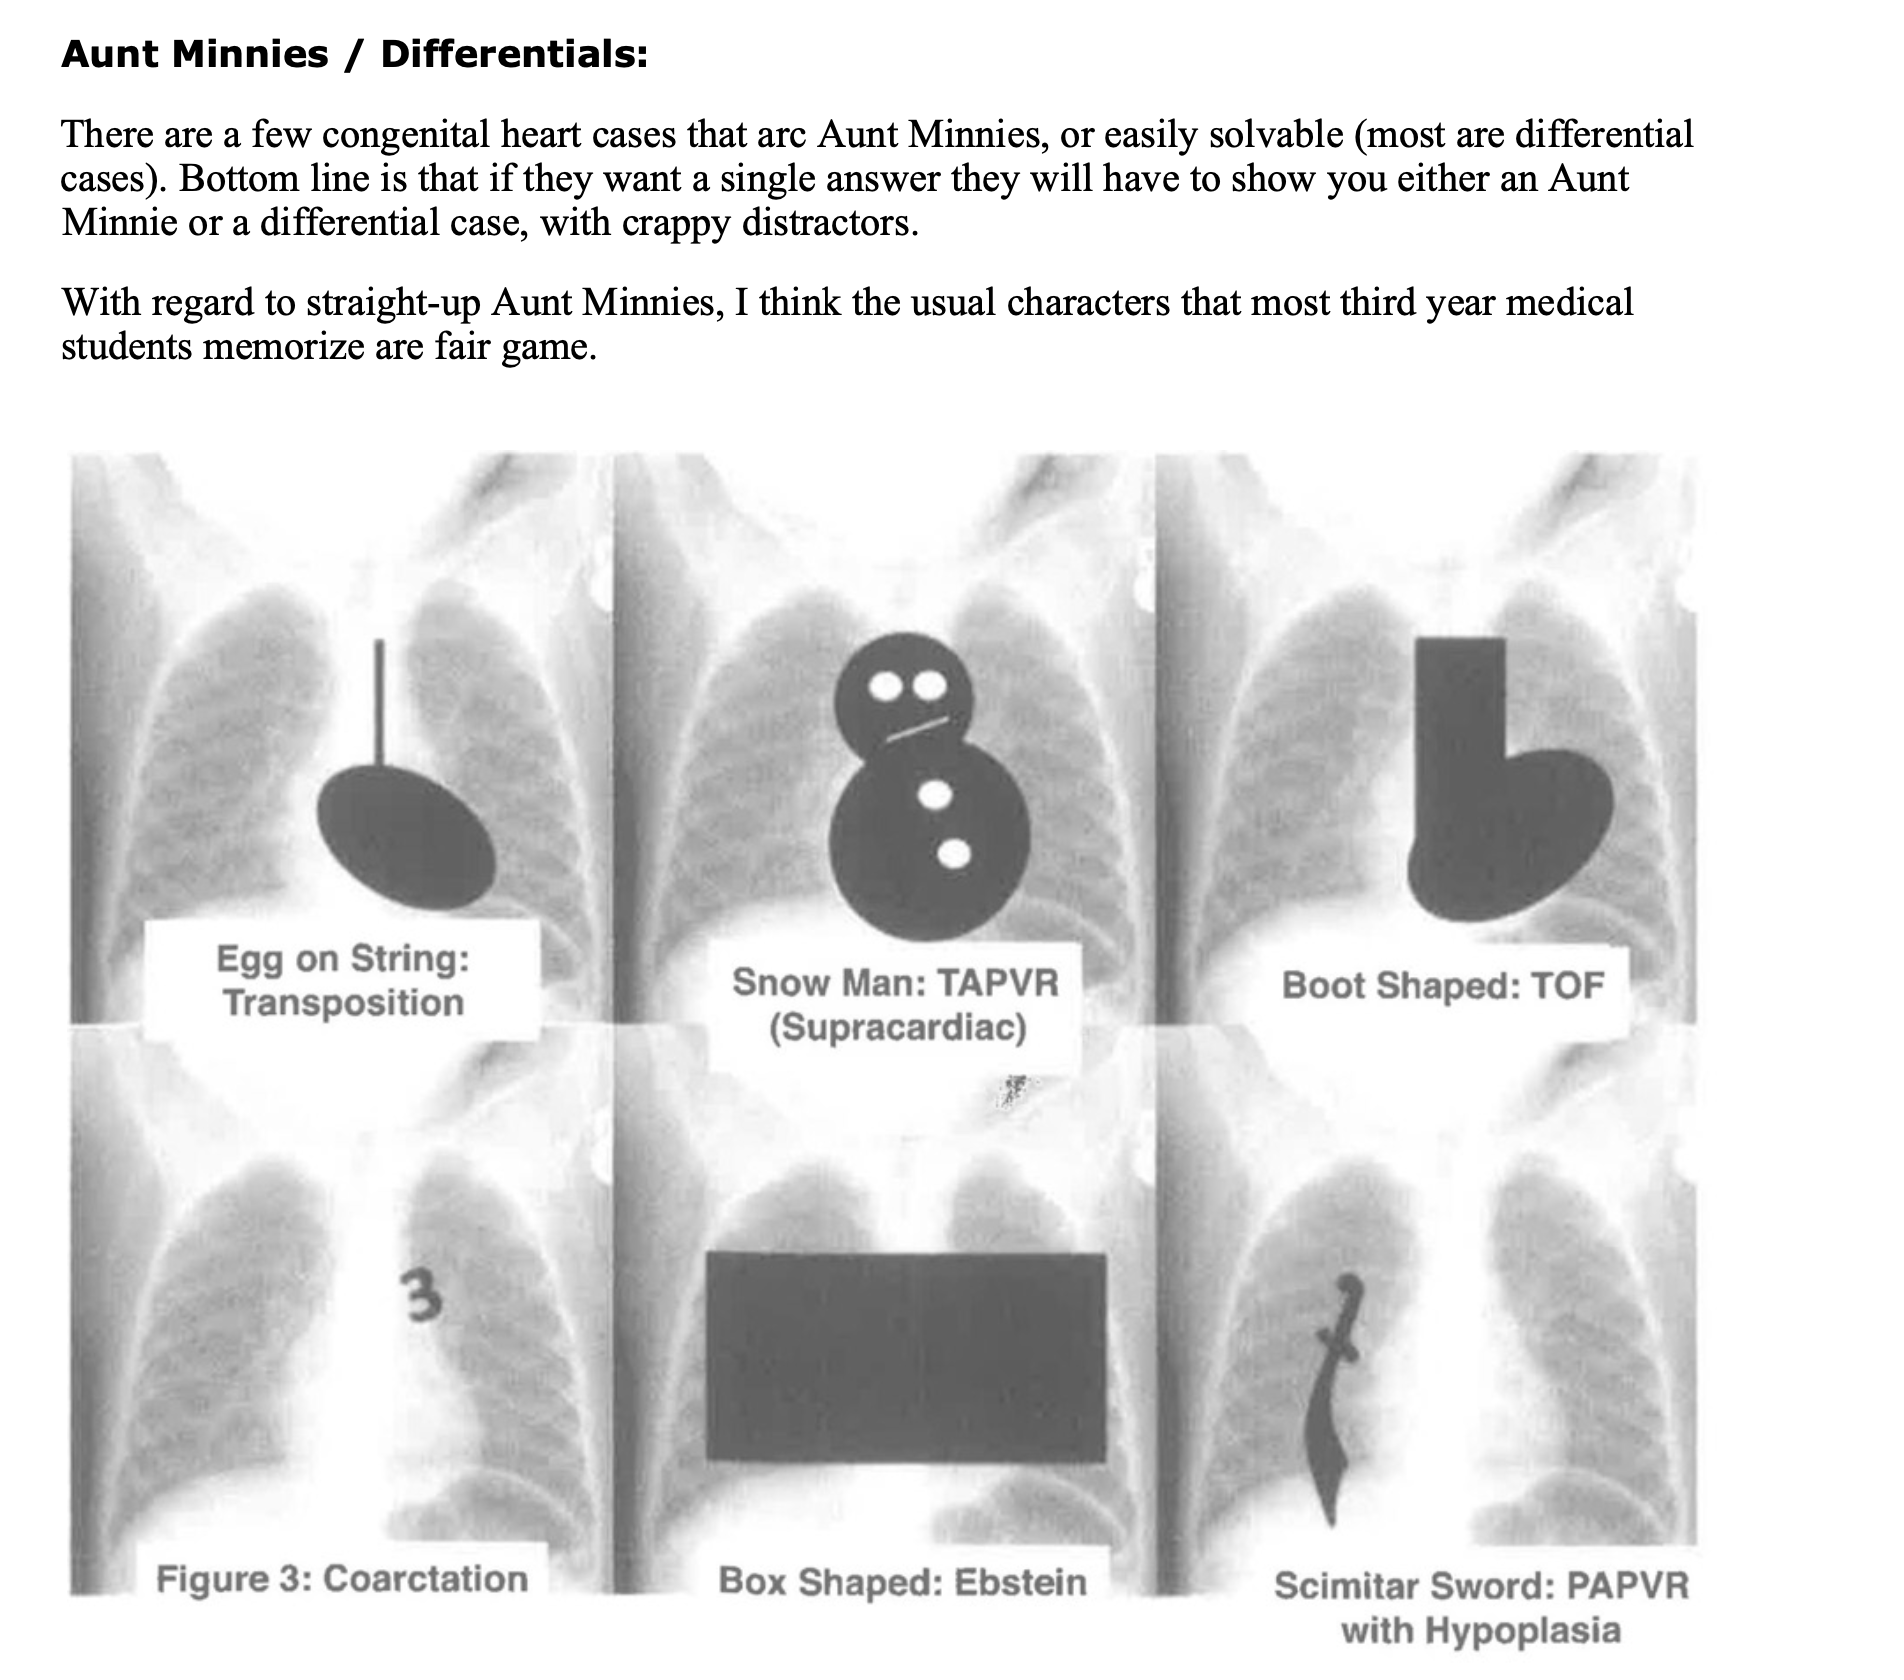 Aunt Minnies / Differentials:
There are a few congenital heart cases that arc Aunt Minnies, or easily solvable (most are differential
cases). Bottom line is that if they want a single answer they will have to show you either an Aunt
Minnie or a differential case, with crappy distractors.
With regard to straight-up Aunt Minnies, I think the usual characters that most third year medical
students memorize are fair game.
Egg on String:
Transposition
Snow Man: TAPVR
(Supracardiac)
Boot Shaped: TOF
3
Figure 3: Coarctation
Box Shaped: Ebstein
Scimitar Sword: PAPVR
with Hypoplasia